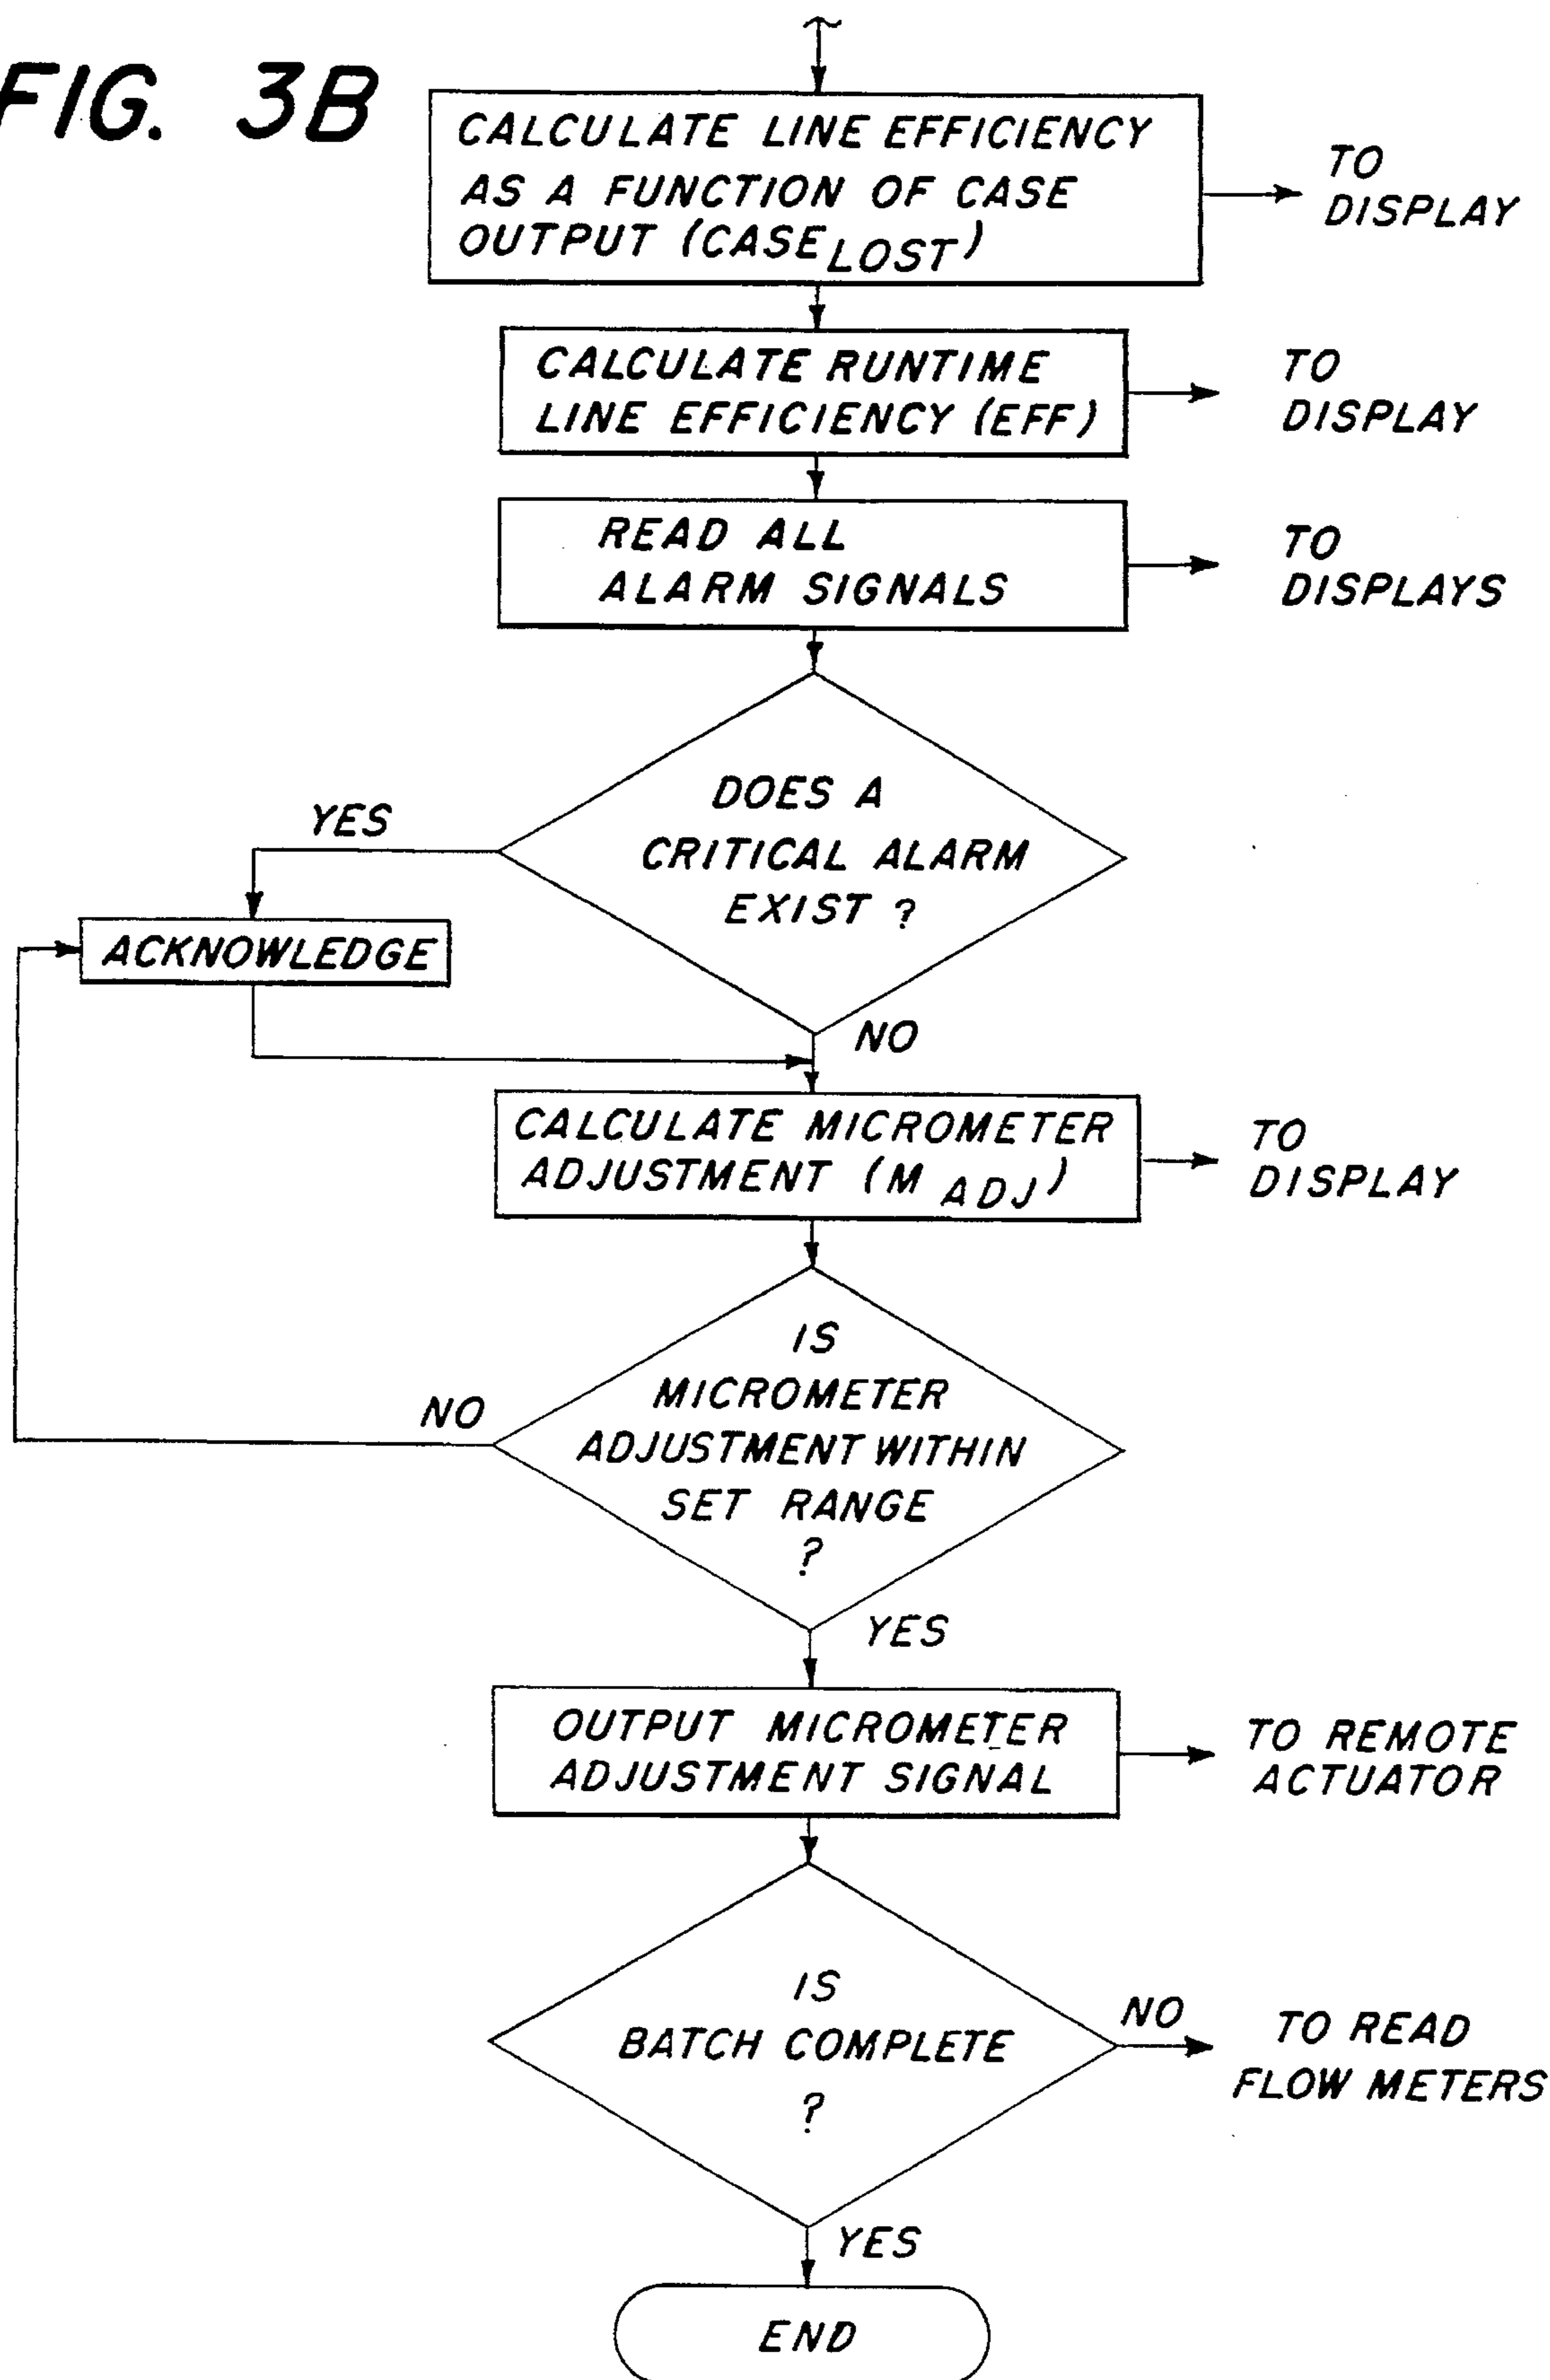 FIG. 3B
CALCULATE LINE EFFICIENCY
AS A FUNCTION OF CASE
OUTPUT (CASE LOST)
TO
DISPLAY
CALCULATE RUNTIME
LINE EFFICIENCY (EFF)
TO
DISPLAY
READ ALL
ALARM SIGNALS
TO
DISPLAYS
DOES A
CRITICAL ALARM
EXIST ?
YES
ACKNOWLEDGE
NO
CALCULATE MICROMETER
ADJUSTMENT (M ADJ)
TO
DISPLAY
IS
MICROMETER
ADJUSTMENT WITHIN
SET RANGE
?
NO
YES
OUTPUT MICROMETER
ADJUSTMENT SIGNAL
TO REMOTE
ACTUATOR
IS
BATCH COMPLETE
?
NO
TO READ
FLOW METERS
YES
END